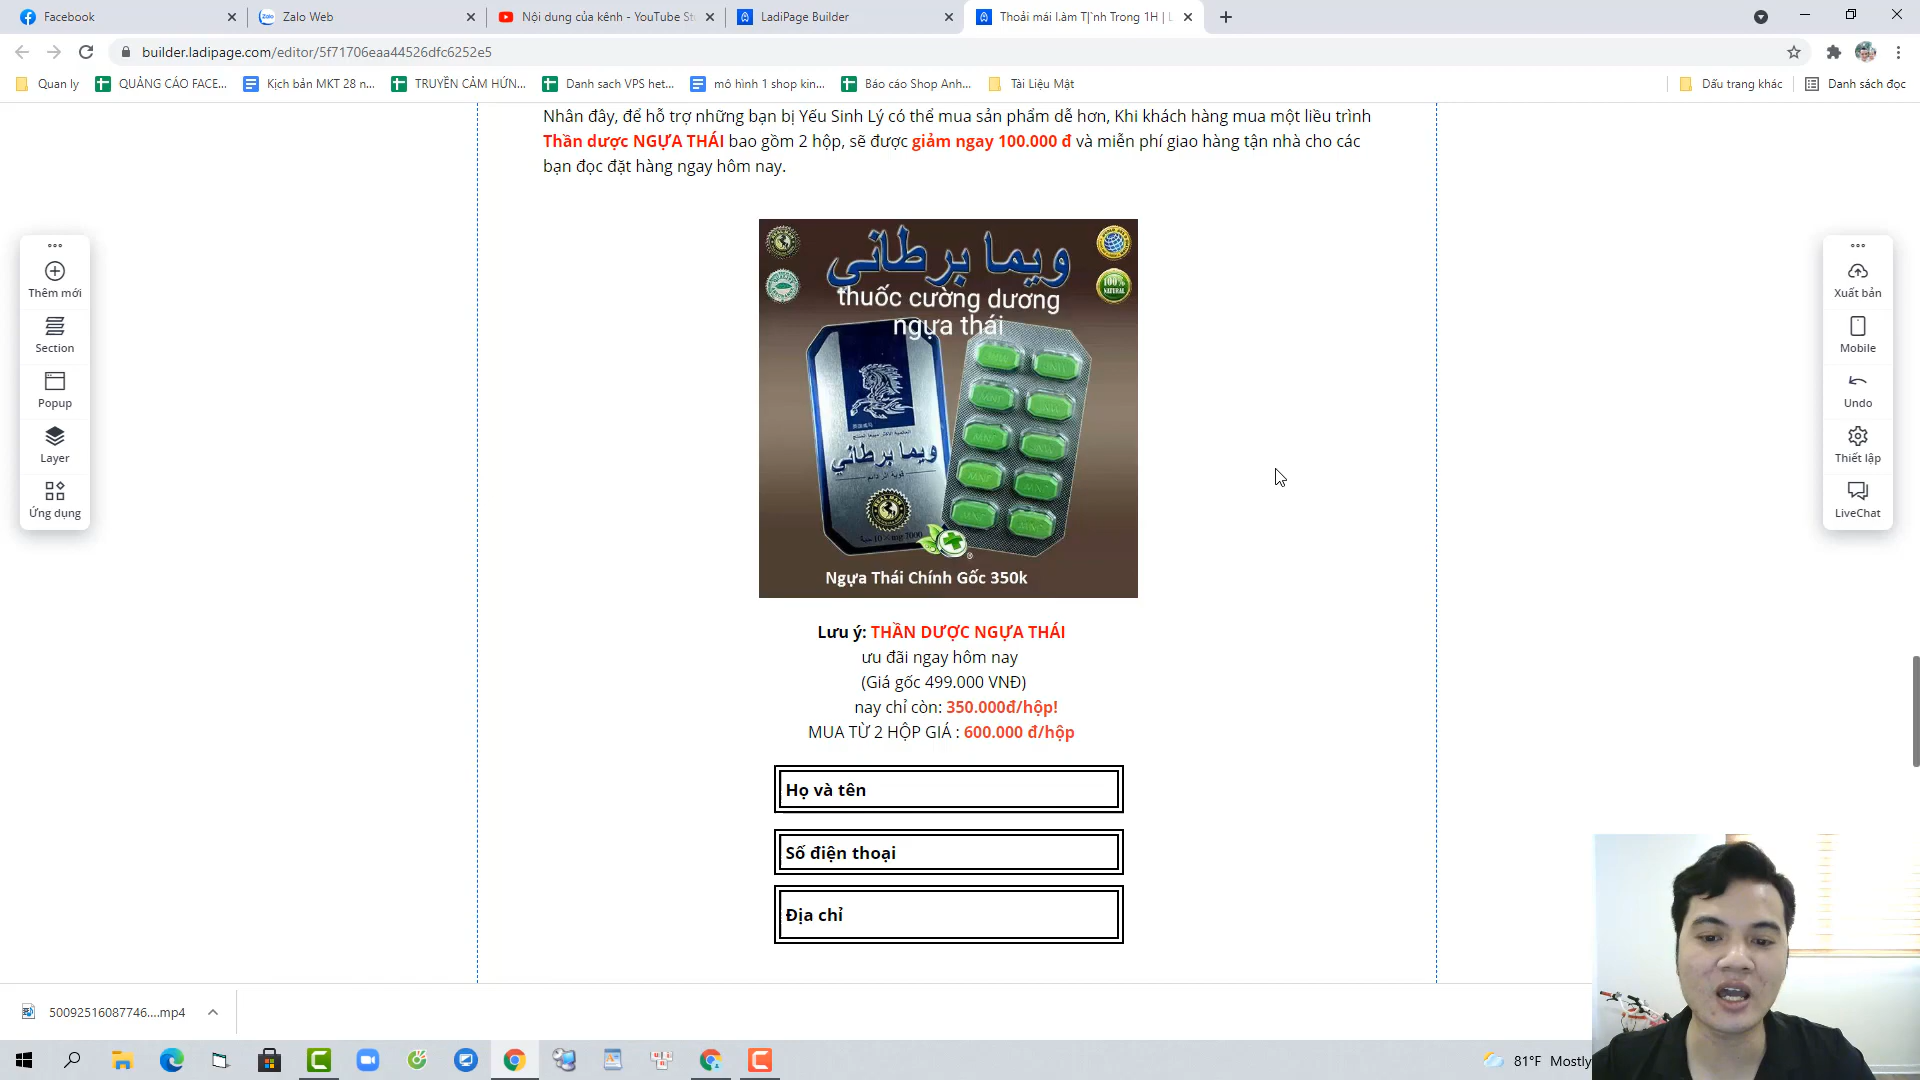 Facebook
Zalo Web
Nội dung của kênh - YouTube St
LadiPage Builder
Thoải mái l.àm T|`nh Trong 1H | L
builder.ladipage.com/editor/5f71706eaa44526dfc6252e5
Quan ly
QUẢNG CÁO FACE...
Kịch bản MKT 28 n...
TRUYỀN CẢM HỨN...
Danh sach VPS het...
mô hình 1 shop kin...
Báo cáo Shop Anh...
Tài Liệu Mật
Dấu trang khác
Danh sách đọc
Nhân đây, để hỗ trợ những bạn bị Yếu Sinh Lý có thể mua sản phẩm dễ hơn, Khi khách hàng mua một liều trình
Thần dược NGỰA THÁI bao gồm 2 hộp, sẽ được giảm ngay 100.000 đ và miễn phí giao hàng tận nhà cho các
bạn đọc đặt hàng ngay hôm nay.
Thêm mới
Section
Popup
Layer
Ứng dụng
Xuất bản
Mobile
Undo
Thiết lập
LiveChat
ويما برطاني
100%
NATURAL
thuốc cường dương
ngựa thái
ويما برطاني
Ngựa Thái Chính Gốc 350k
Lưu ý: THẦN DƯỢC NGỰA THÁI
ưu đãi ngay hôm nay
(Giá gốc 499.000 VNĐ)
nay chỉ còn: 350.000đ/hộp!
MUA TỪ 2 HỘP GIÁ : 600.000 đ/hộp
Họ và tên
Số điện thoại
Địa chỉ
50092516087746....mp4
81°F Mostly